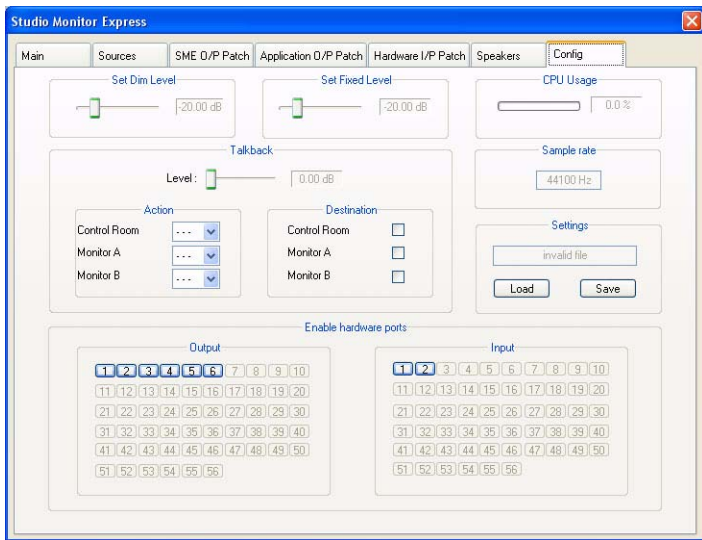 Studio Monitor Express
Main Sources SME O/P Patch Application O/P Patch Hardware I/P Patch Speakers Config
Set Dim Level
-20.00 dB
Set Fixed Level
-20.00 dB
CPU Usage
0.0 %
Talkback
Level : 0.00 dB
Action
Control Room ---
Monitor A ---
Monitor B ---
Destination
Control Room
Monitor A
Monitor B
Sample rate
44100 Hz
Settings
invalid file
Load Save
Enable hardware ports
Output
1 2 3 4 5 6 7 8 9 10
11 12 13 14 15 16 17 18 19 20
21 22 23 24 25 26 27 28 29 30
31 32 33 34 35 36 37 38 39 40
41 42 43 44 45 46 47 48 49 50
51 52 53 54 55 56
Input
1 2 3 4 5 6 7 8 9 10
11 12 13 14 15 16 17 18 19 20
21 22 23 24 25 26 27 28 29 30
31 32 33 34 35 36 37 38 39 40
41 42 43 44 45 46 47 48 49 50
51 52 53 54 55 56